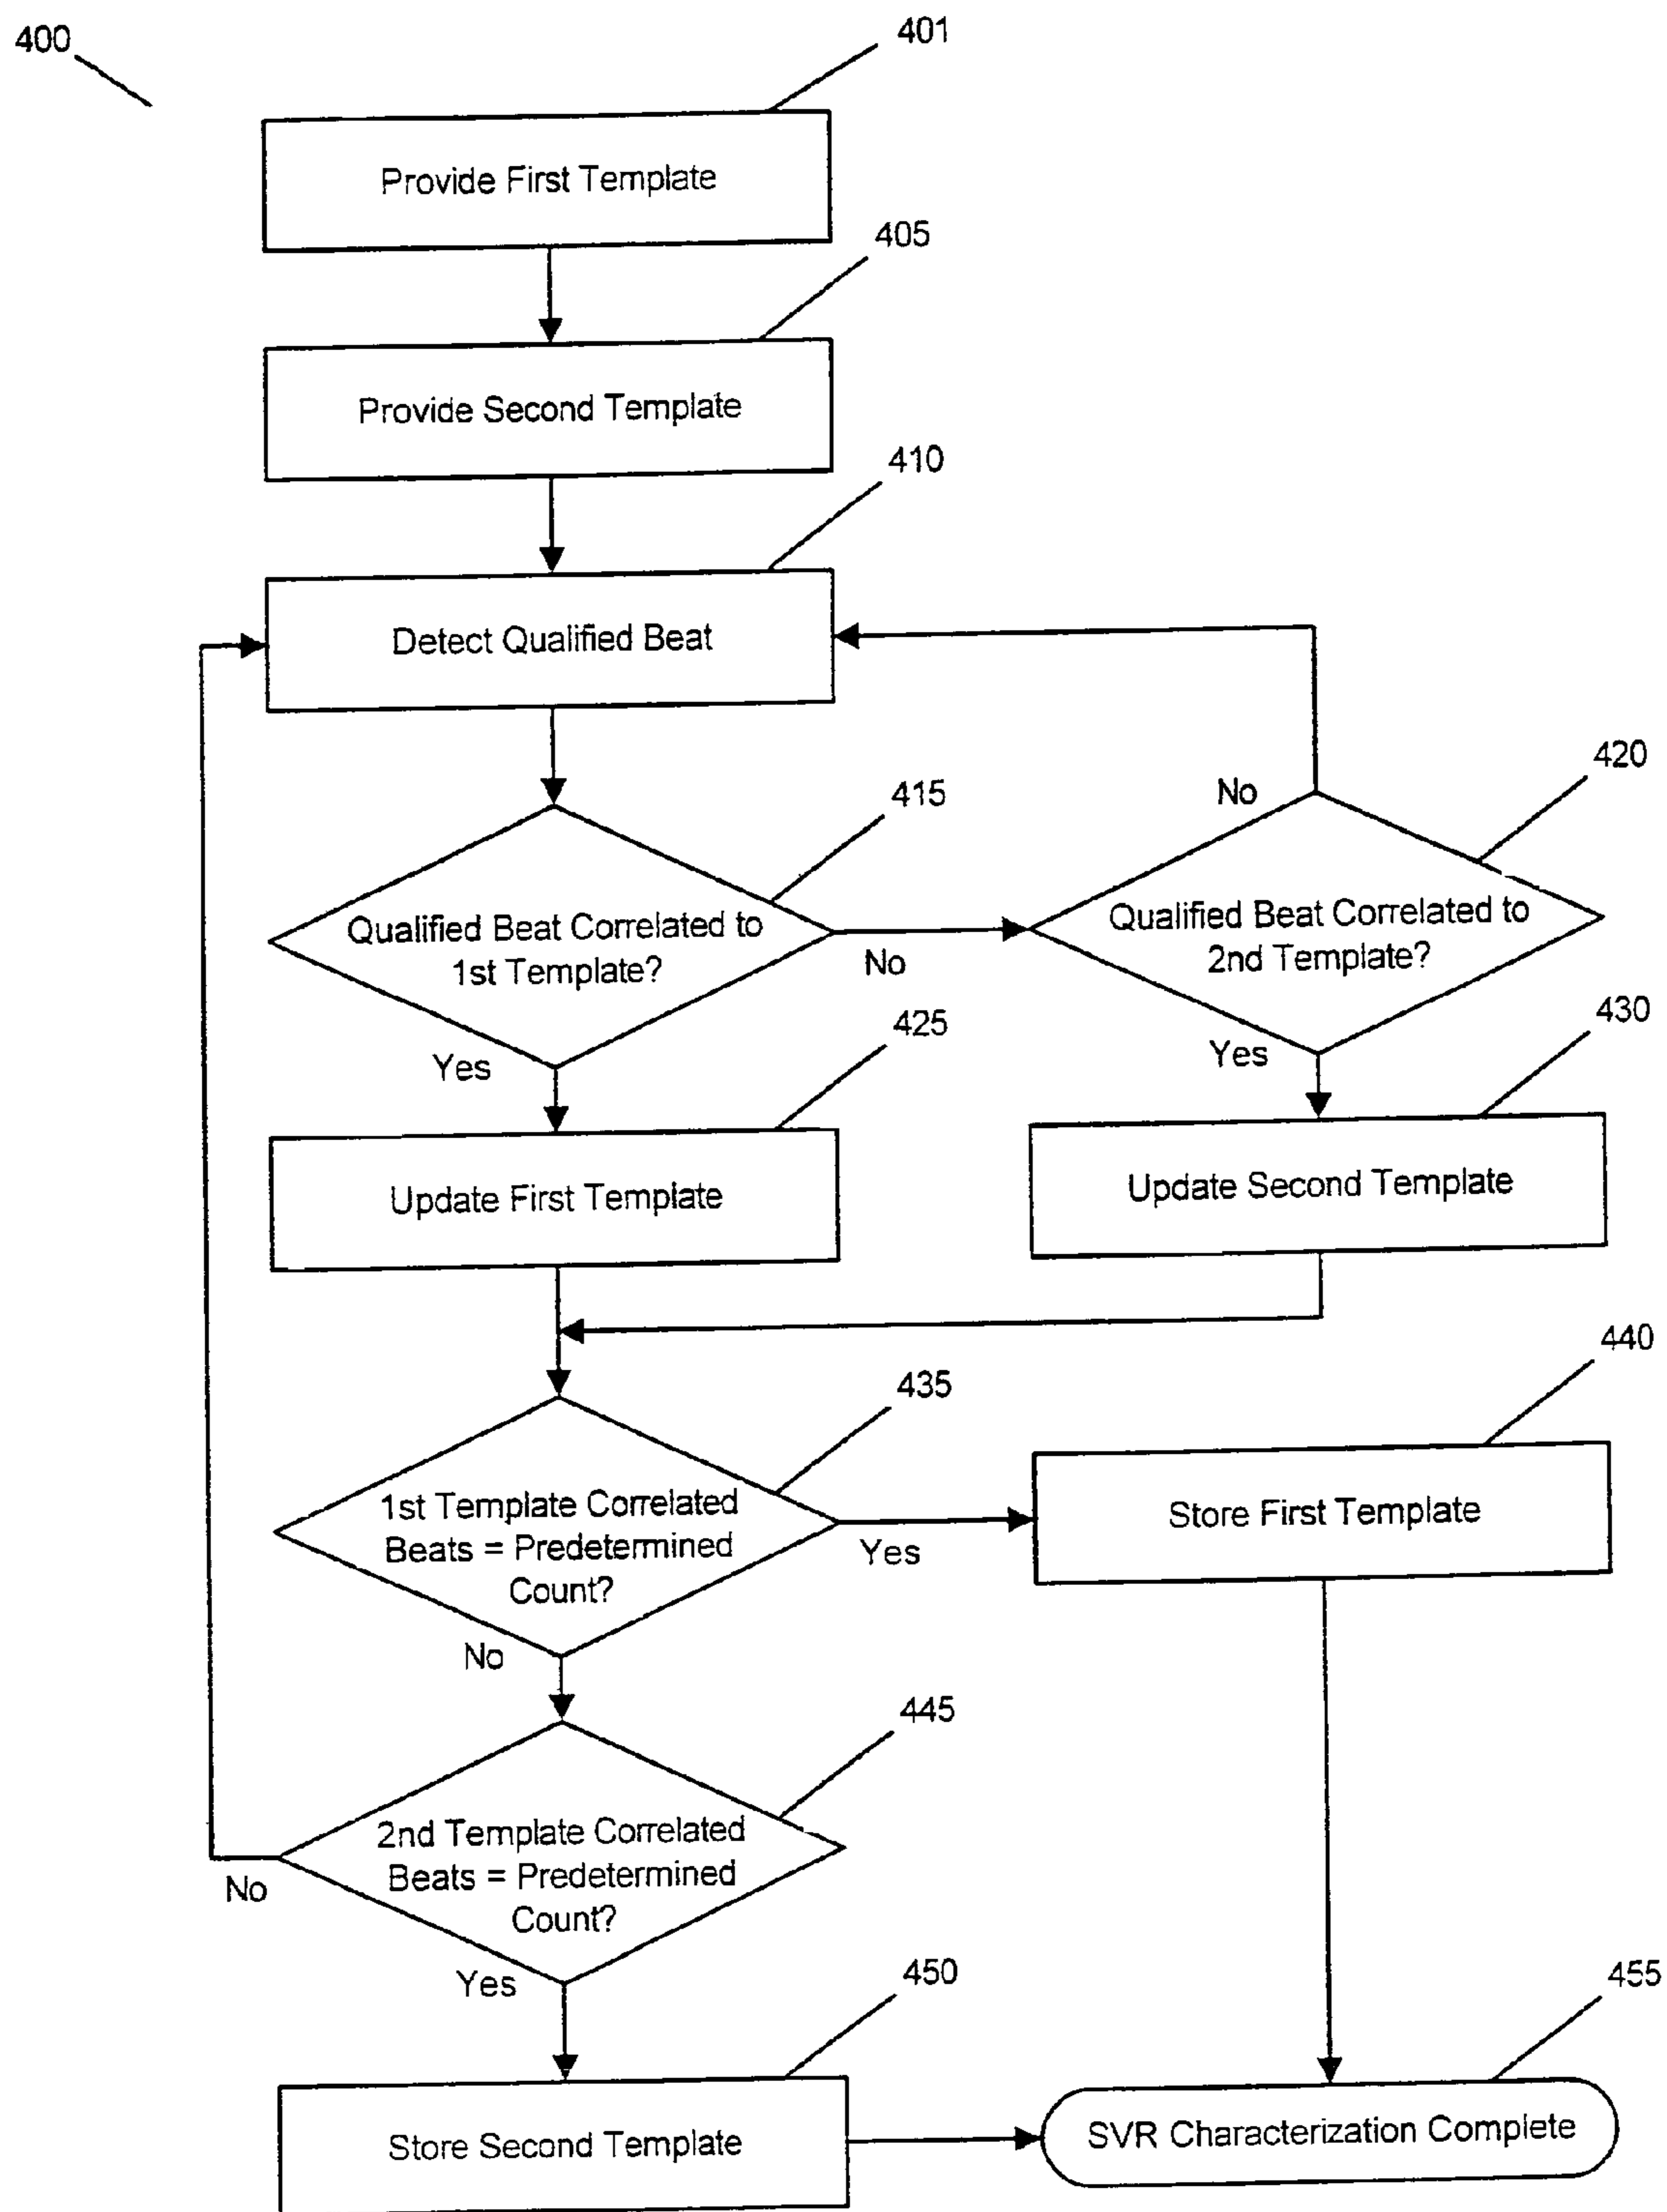 400
401
Provide First Template
405
Provide Second Template
410
Detect Qualified Beat
415
420
No
Qualified Beat Correlated to
1st Template?
No
Qualified Beat Correlated to
2nd Template?
Yes
425
Yes
430
Update First Template
Update Second Template
435
440
1st Template Correlated
Beats = Predetermined
Count?
Yes
Store First Template
No
445
2nd Template Correlated
Beats = Predetermined
Count?
No
Yes
450
455
Store Second Template
SVR Characterization Complete